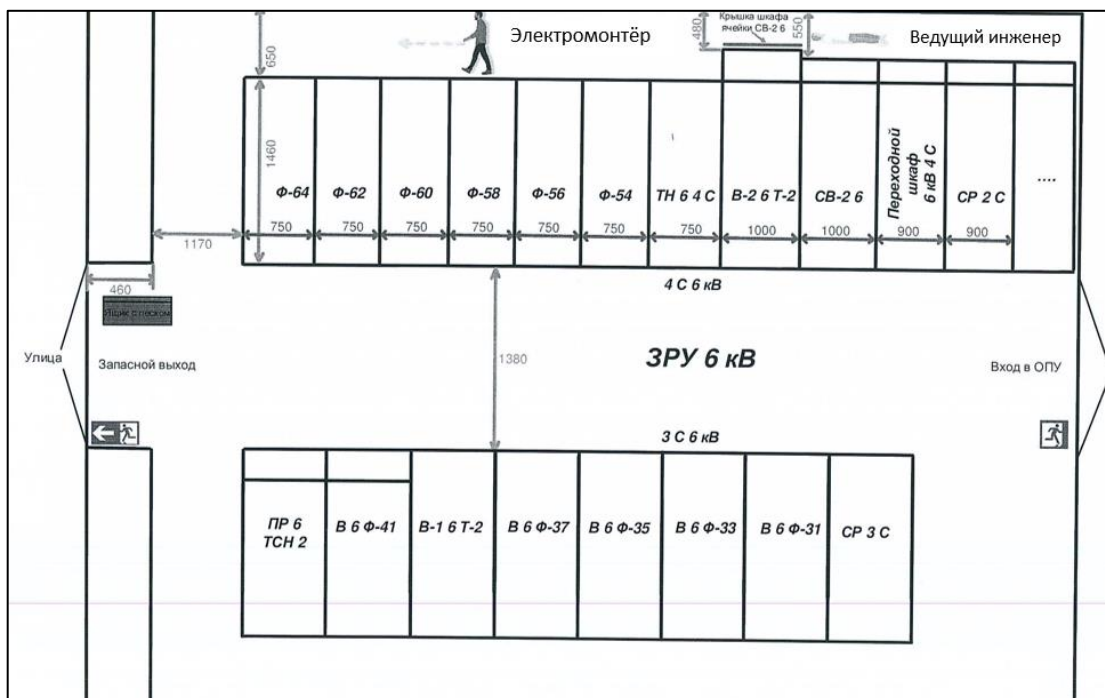 Крышка шкафа
ячейки СВ-2 6
Электромонтёр
Ведущий инженер
480
550
650
1460
Ф-64
Ф-62
Ф-60
Ф-58
Ф-56
Ф-54
ТН 6 4 С
В-2 6 Т-2
СВ-2 6
Переходной
шкаф
6 кВ 4 С
СР 2 С
....
750
750
750
750
750
750
750
1000
1000
900
900
1170
460
4 С 6 кВ
Ящик с песком
Улица
Запасной выход
1380
ЗРУ 6 кВ
Вход в ОПУ
3 С 6 кВ
ПР 6
ТСН 2
В 6 Ф-41
В-1 6 Т-2
В 6 Ф-37
В 6 Ф-35
В 6 Ф-33
В 6 Ф-31
СР 3 С